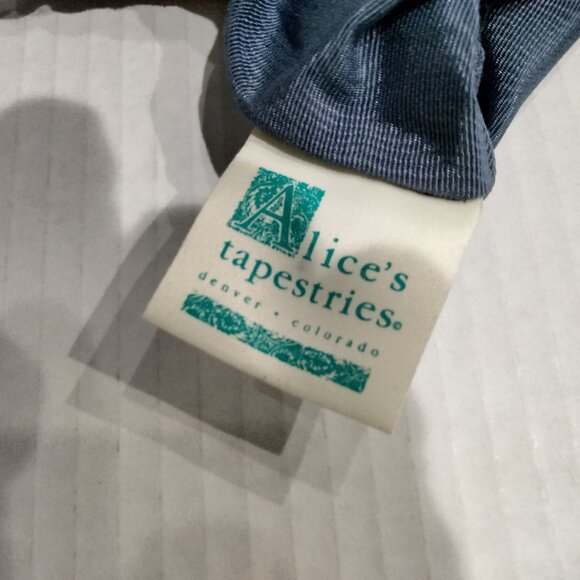 Alice's
tapestries©
denver • colorado